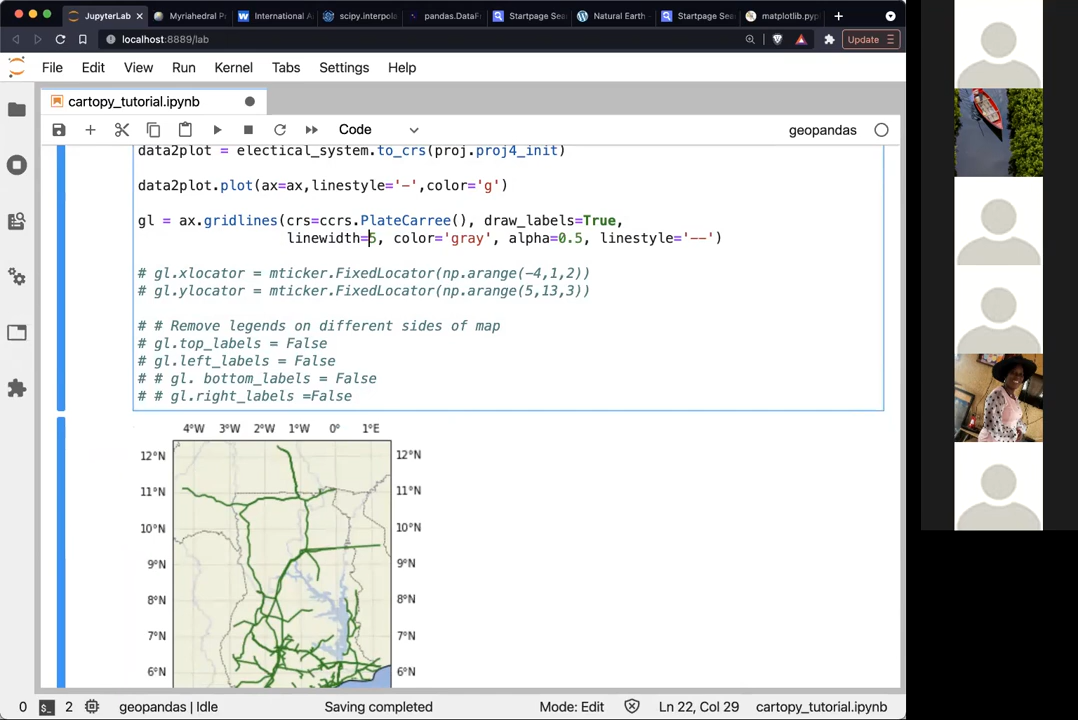 JupyterLab
Myriahedral P
International A
scipy.interpola
pandas.DataF
Startpage Sea
Natural Earth -
Startpage Sea
matplotlib.pyp
localhost:8889/lab
Update
File Edit View Run Kernel Tabs Settings Help
cartopy_tutorial.ipynb
Code
geopandas
data2plot = electical_system.to_crs(proj.proj4_init)
data2plot.plot(ax=ax,linestyle='-',color='g')
gl = ax.gridlines(crs=ccrs.PlateCarree(), draw_labels=True,
linewidth=5, color='gray', alpha=0.5, linestyle='--')
# gl.xlocator = mticker.FixedLocator(np.arange(-4,1,2))
# gl.ylocator = mticker.FixedLocator(np.arange(5,13,3))
# # Remove legends on different sides of map
# gl.top_labels = False
# gl.left_labels = False
# # gl. bottom_labels = False
# # gl.right_labels =False
4°W 3°W 2°W 1°W 0° 1°E
12°N 12°N
11°N 11°N
10°N 10°N
9°N 9°N
8°N 8°N
7°N 7°N
6°N 6°N
0 $_ 2 geopandas | Idle Saving completed Mode: Edit Ln 22, Col 29 cartopy_tutorial.ipynb